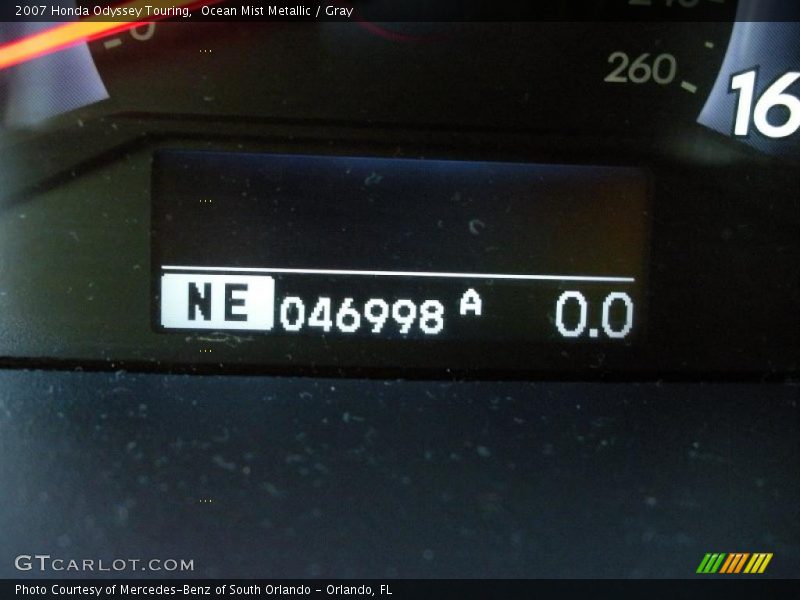 2007 Honda Odyssey Touring, Ocean Mist Metallic / Gray
0
260
16
NE 046998 A 0.0
GTCARLOT.COM
Photo Courtesy of Mercedes-Benz of South Orlando - Orlando, FL